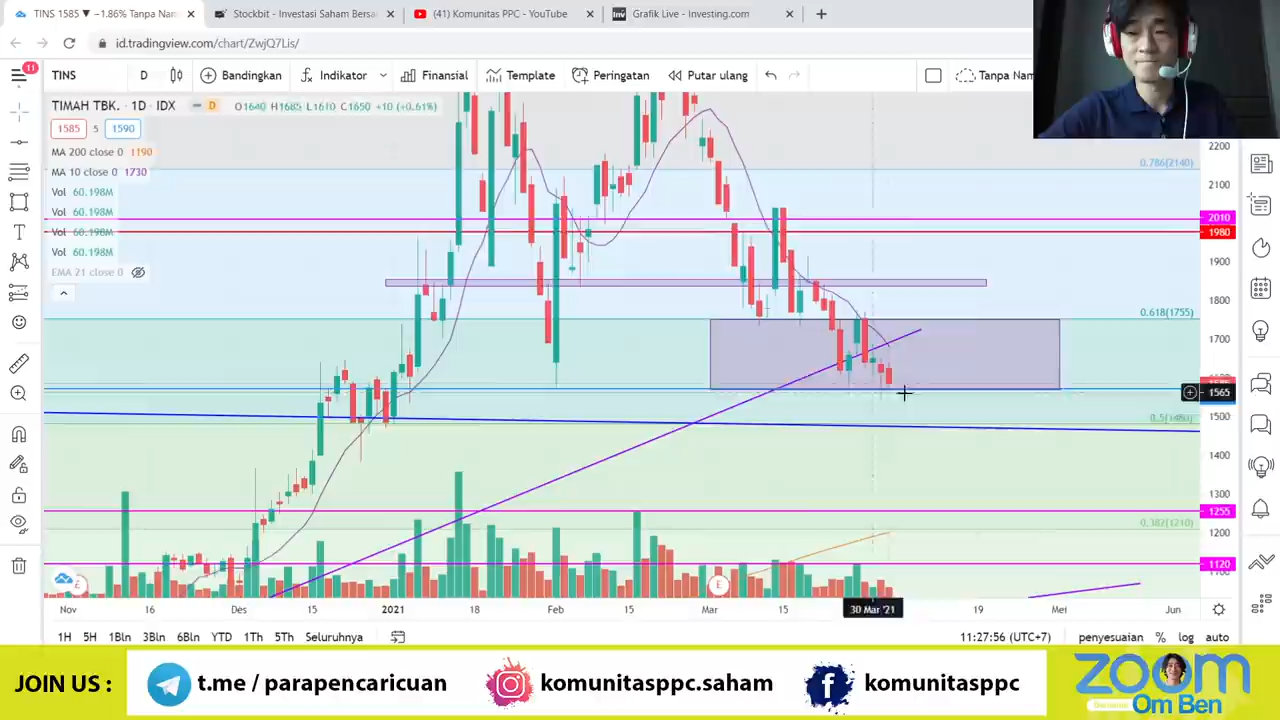 TINS 1585 ▼ −1.86% Tanpa Nam
Stockbit - Investasi Saham Bersa
(41) Komunitas PPC - YouTube
Grafik Live - Investing.com
id.tradingview.com/chart/ZwjQ7Lis/
11
TINS
D
Bandingkan
Indikator
Finansial
Template
Peringatan
Putar ulang
Tanpa Nam
TIMAH TBK. · 1D · IDX
D
O1640 H1685 L1610 C1650 +10 (+0.61%)
1585 5 1590
MA 200 close 0 1190
MA 10 close 0 1730
Vol 60.198M
Vol 60.198M
Vol 60.198M
Vol 60.198M
EMA 21 close 0
2200
0.786(2140)
2100
2010
1980
1900
1800
0.618(1755)
1700
1565
1500
1400
1300
1255
0.382(1210)
1200
1120
E
E
Nov 16 Des 15 2021 18 Feb 15 Mar 15 30 Mar '21 19 Mei Jun
1H 5H 1Bln 3Bln 6Bln YTD 1Th 5Th Seluruhnya
11:27:56 (UTC+7)
penyesuaian % log auto
JOIN US :
t.me / parapencaricuan
komunitasppc.saham
komunitasppc
ZOOM
Om Ben